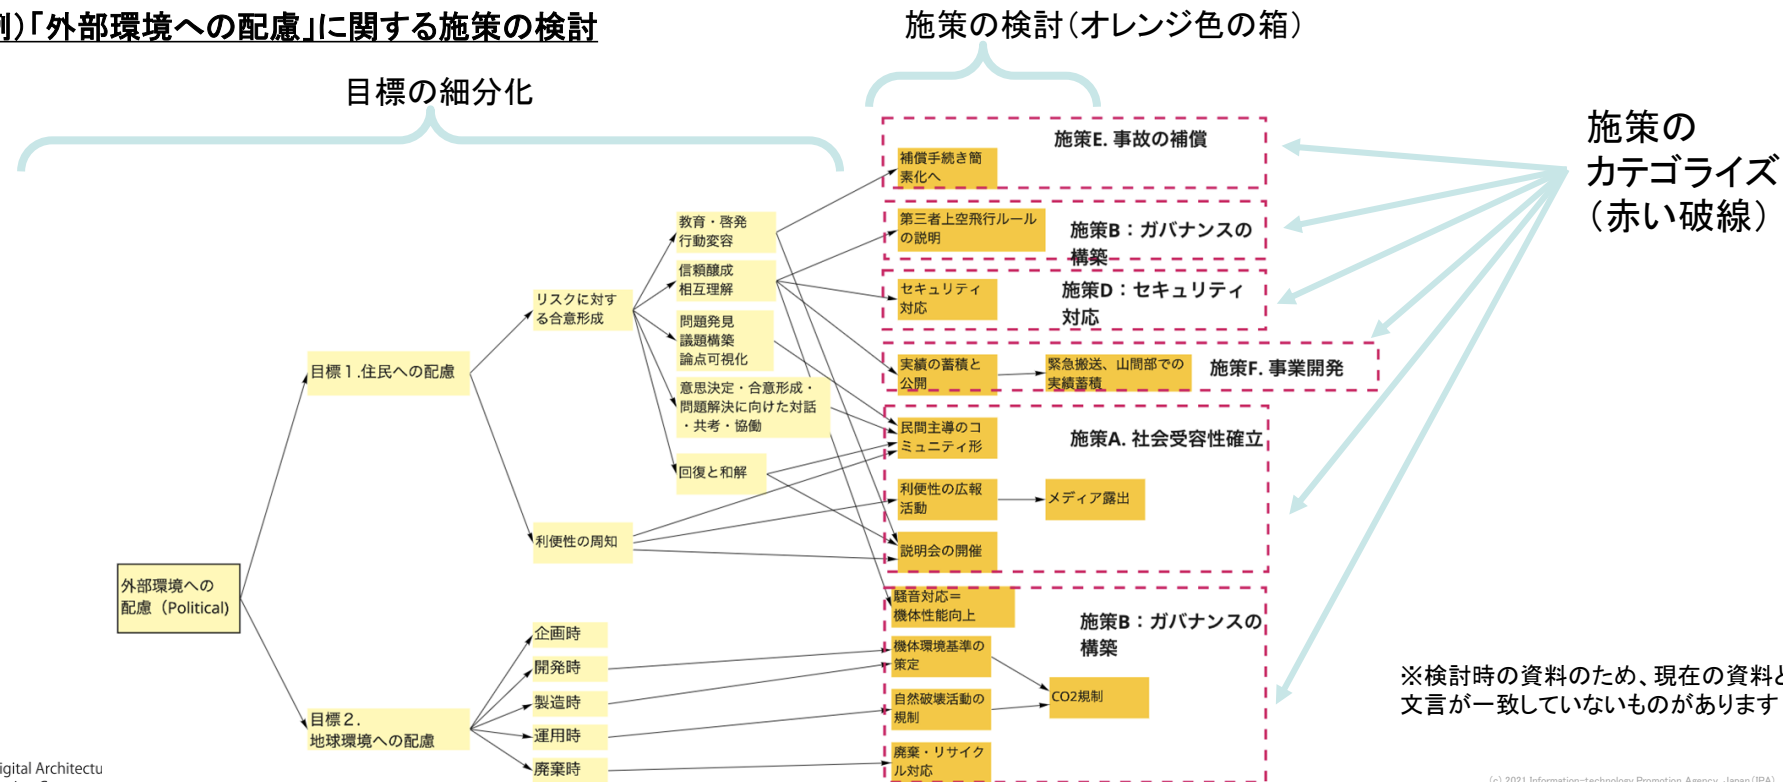 例)「外部環境への配慮」に関する施策の検討
施策の検討(オレンジ色の箱)
目標の細分化
施策の
カテゴライズ
(赤い破線)
施策E. 事故の補償
補償手続き簡
素化へ
教育・啓発
行動変容
第三者上空飛行ルール
の説明
施策B：ガバナンスの
構築
信頼醸成
相互理解
セキュリティ
対応
施策D：セキュリティ
対応
リスクに対す
る合意形成
問題発見
議題構築
論点可視化
実績の蓄積と
公開
緊急搬送、山間部での
実績蓄積
施策F. 事業開発
目標１.住民への配慮
意思決定・合意形成・
問題解決に向けた対話
・共考・協働
民間主導のコ
ミュニティ形
施策A. 社会受容性確立
回復と和解
利便性の広報
活動
メディア露出
利便性の周知
説明会の開催
外部環境への
配慮（Political)
騒音対応＝
機体性能向上
施策B：ガバナンスの
構築
企画時
開発時
機体環境基準の
策定
製造時
自然破壊活動の
規制
CO2規制
目標２.
地球環境への配慮
運用時
廃棄時
廃棄・リサイク
ル対応
※検討時の資料のため、現在の資料と
文言が一致していないものがあります
igital Architectu
(c) 2021 Information-technology Promotion Agency, Japan(IPA)